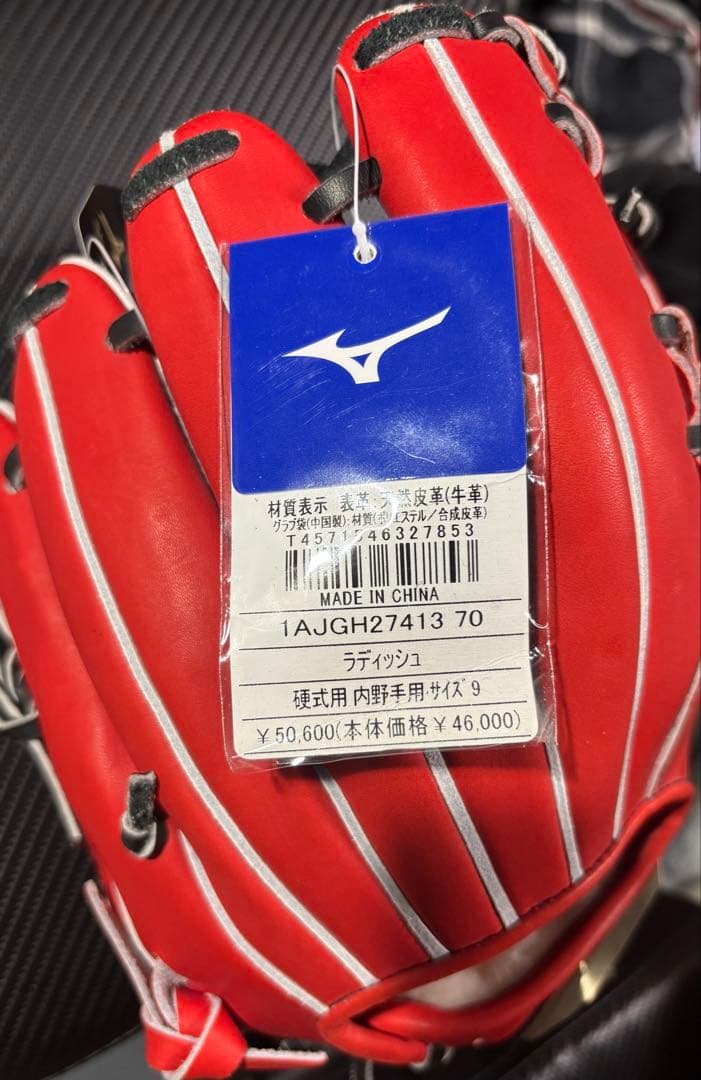 材質表示 表革:天然皮革(牛革)
グラブ袋(中国製):材質(ポリエステル/合成皮革)
T4571546327853
MADE IN CHINA
1AJGH27413 70
ラディッシュ
硬式用 内野手用・サイズ 9
¥50,600(本体価格¥46,000)